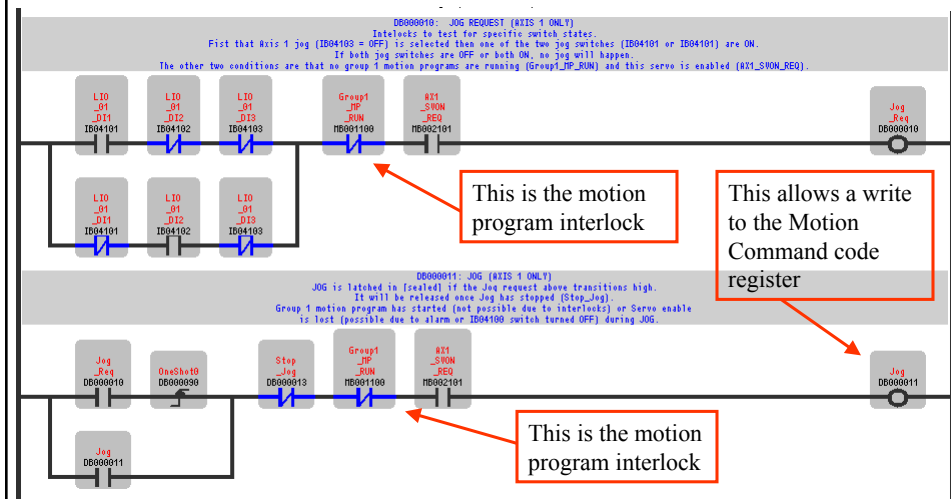 DB000010: JOG REQUEST (AXIS 1 ONLY)
Intelocks to test for specific switch states.
Fist that Axis 1 jog (IB04103 = OFF) is selected then one of the two jog switches (IB04101 or IB04101) are ON.
If both jog switches are OFF or both ON, no jog will happen.
The other two conditions are that no group 1 motion programs are running (Group1_MP_RUN) and this servo is enabled (AX1_SVON_REQ).
LIO _01 _DI1 IB04101
LIO _01 _DI2 IB04102
LIO _01 _DI3 IB04103
Group1 _MP _RUN MB001100
AX1 _SVON _REQ MB002101
Jog _Req DB000010
LIO _01 _DI1 IB04101
LIO _01 _DI2 IB04102
LIO _01 _DI3 IB04103
This is the motion
program interlock
This allows a write
to the Motion
Command code
register
DB000011: JOG (AXIS 1 ONLY)
JOG is latched in [sealed] if the Jog request above transitions high.
It will be released once Jog has stopped (Stop_Jog).
Group 1 motion program has started (not possible due to interlocks) or Servo enable
is lost (possible due to alarm or IB04100 switch turned OFF) during JOG.
Jog _Req DB000010
OneShot0 DB000090
Stop _Jog DB000013
Group1 _MP _RUN MB001100
AX1 _SVON _REQ MB002101
Jog DB000011
Jog DB000011
This is the motion
program interlock